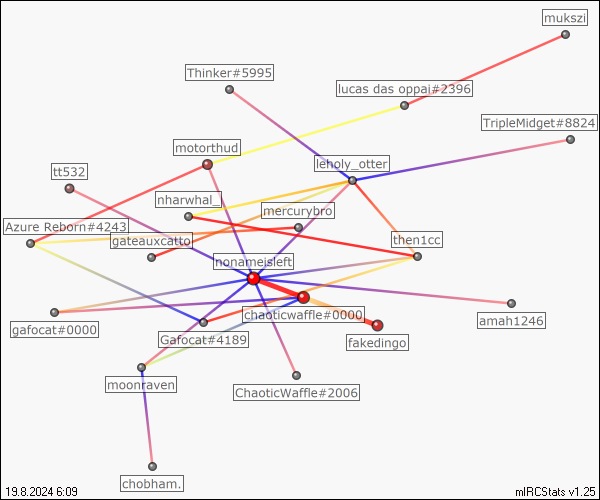 mukszi
Thinker#5995
lucas das oppai#2396
TripleMidget#8824
motorthud
leholy_otter
tt532
nharwhal_
mercurybro
Azure Reborn#4243
gateauxcatto
then1cc
nonameisleft
chaoticwaffle#0000
amah1246
gafocat#0000
Gafocat#4189
fakedingo
moonraven
ChaoticWaffle#2006
chobham.
19.8.2024 6:09
mIRCStats v1.25